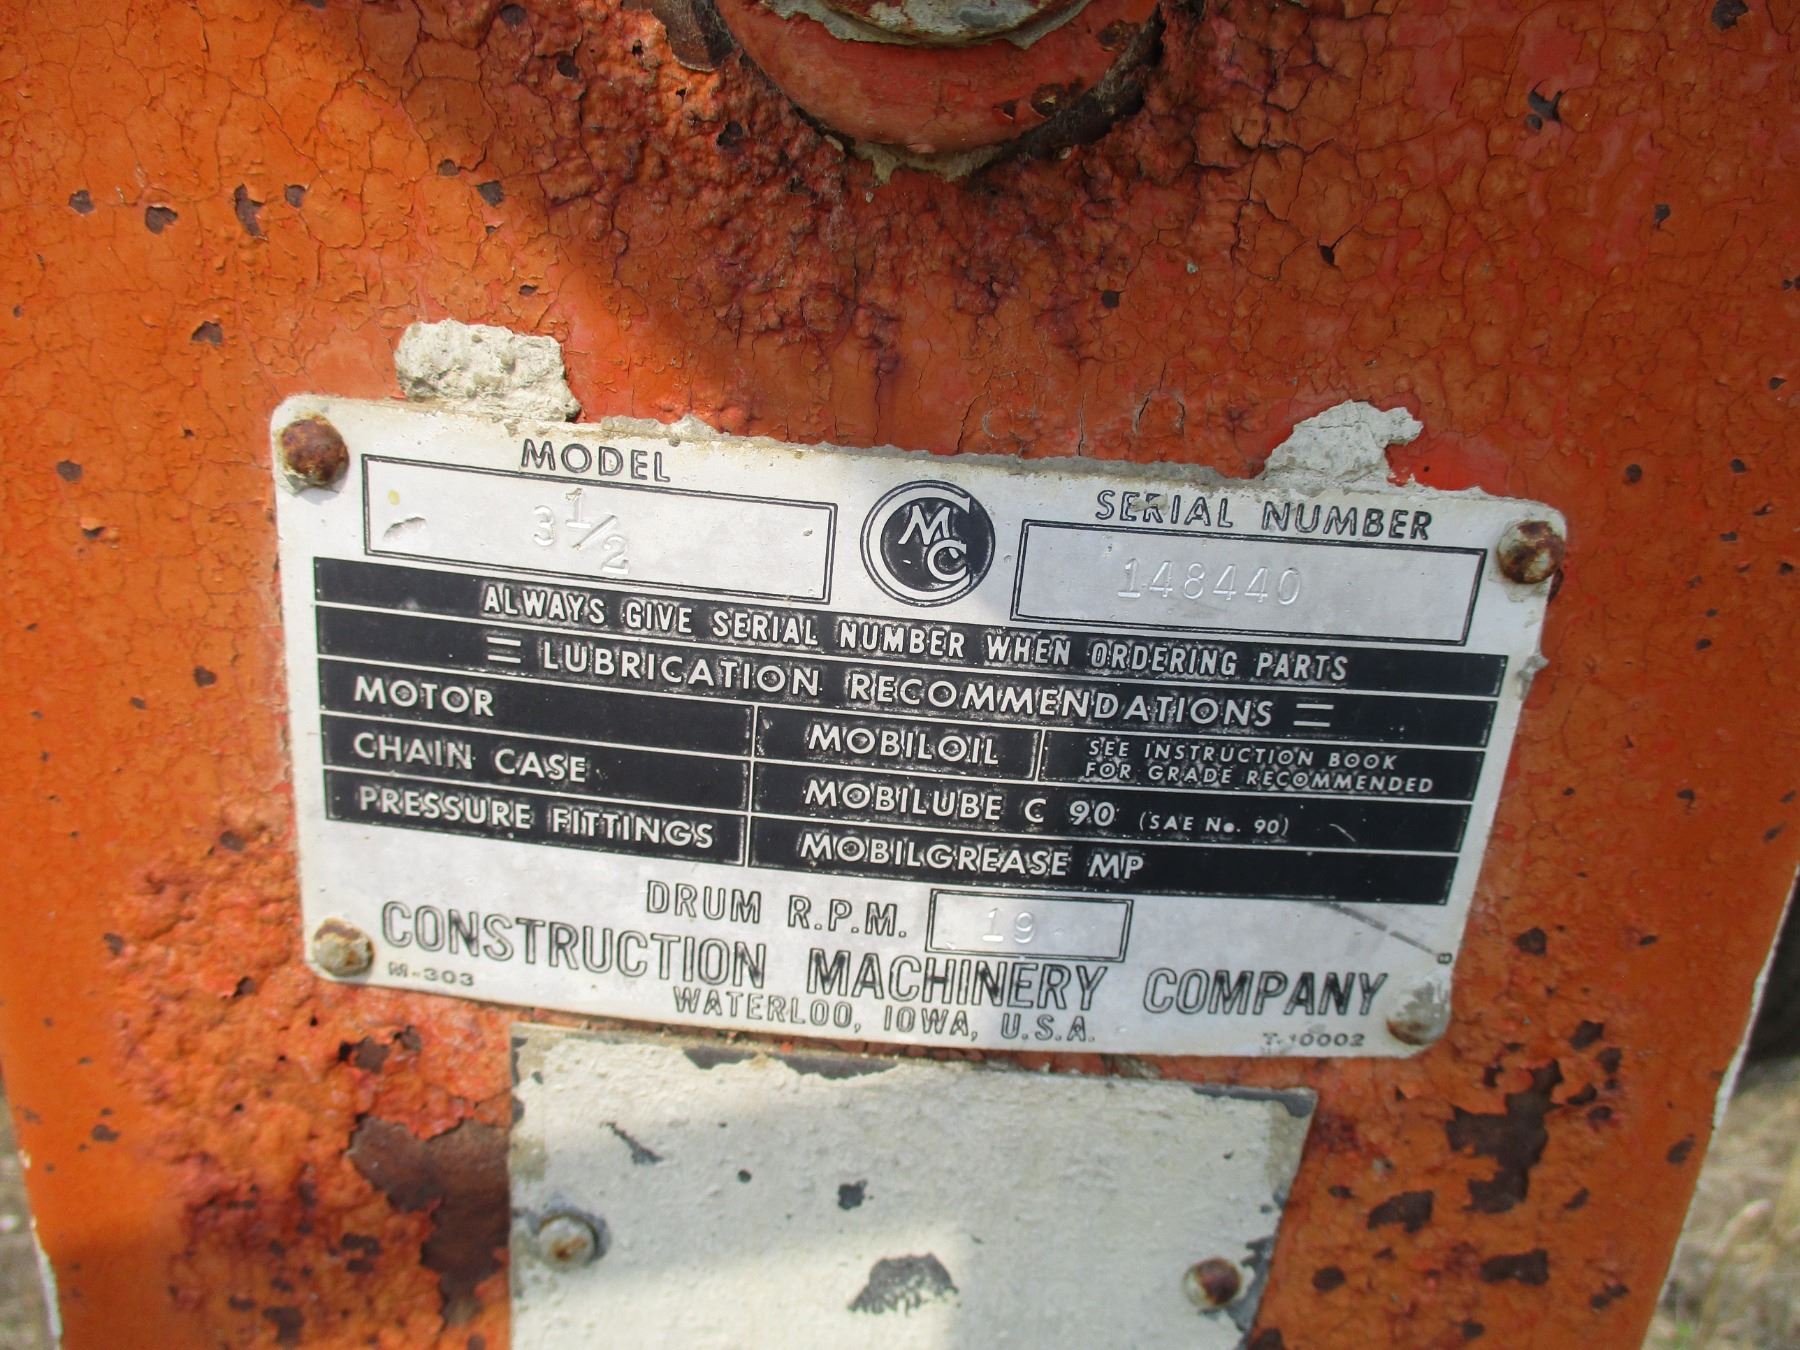 MODEL
3 1/2
CMC
SERIAL NUMBER
148440
ALWAYS GIVE SERIAL NUMBER WHEN ORDERING PARTS
= LUBRICATION RECOMMENDATIONS =
MOTOR
MOBILOIL
SEE INSTRUCTION BOOK
FOR GRADE RECOMMENDED
CHAIN CASE
MOBILUBE C 90 (SAE No. 90)
PRESSURE FITTINGS
MOBILGREASE MP
DRUM R.P.M. 19
CONSTRUCTION MACHINERY COMPANY
M-303
WATERLOO, IOWA, U.S.A.
T-10002
8